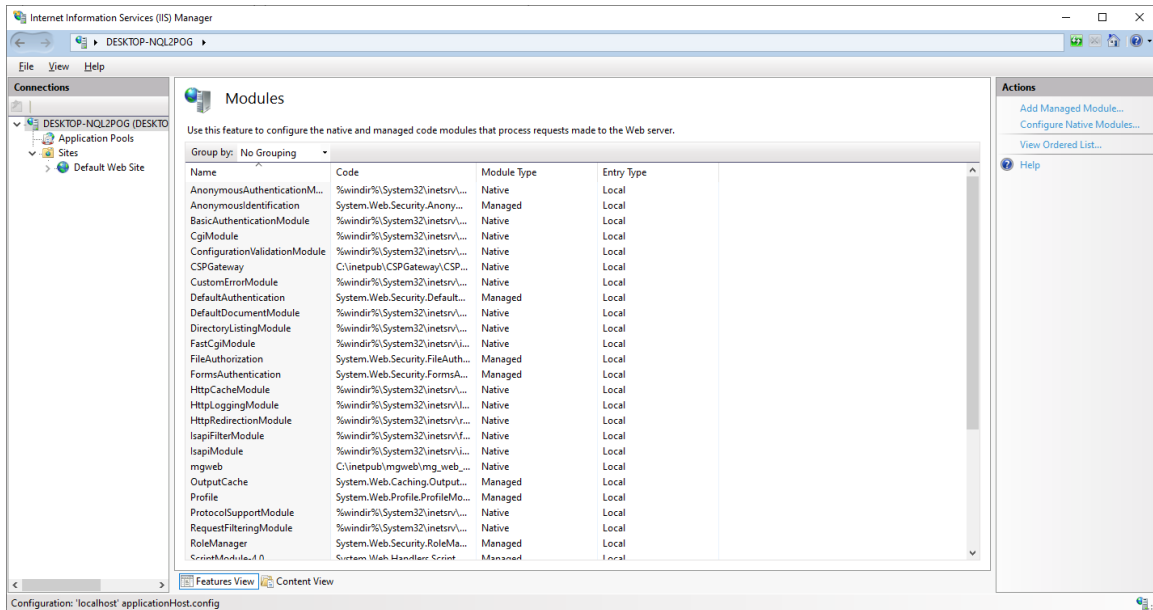 Internet Information Services (IIS) Manager
DESKTOP-NQL2POG
File View Help
Connections
DESKTOP-NQL2POG (DESKTO
Application Pools
Sites
Default Web Site
Modules
Use this feature to configure the native and managed code modules that process requests made to the Web server.
Group by: No Grouping
Name Code Module Type Entry Type
AnonymousAuthenticationM... %windir%\System32\inetsrv\... Native Local
AnonymousIdentification System.Web.Security.Anony... Managed Local
BasicAuthenticationModule %windir%\System32\inetsrv\... Native Local
CgiModule %windir%\System32\inetsrv\... Native Local
ConfigurationValidationModule %windir%\System32\inetsrv\... Native Local
CSPGateway C:\inetpub\CSPGateway\CSP... Native Local
CustomErrorModule %windir%\System32\inetsrv\... Native Local
DefaultAuthentication System.Web.Security.Default... Managed Local
DefaultDocumentModule %windir%\System32\inetsrv\... Native Local
DirectoryListingModule %windir%\System32\inetsrv\... Native Local
FastCgiModule %windir%\System32\inetsrv\i... Native Local
FileAuthorization System.Web.Security.FileAuth... Managed Local
FormsAuthentication System.Web.Security.FormsA... Managed Local
HttpCacheModule %windir%\System32\inetsrv\... Native Local
HttpLoggingModule %windir%\System32\inetsrv\l... Native Local
HttpRedirectionModule %windir%\System32\inetsrv\r... Native Local
IsapiFilterModule %windir%\System32\inetsrv\f... Native Local
IsapiModule %windir%\System32\inetsrv\i... Native Local
mgweb C:\inetpub\mgweb\mg_web_... Native Local
OutputCache System.Web.Caching.Output... Managed Local
Profile System.Web.Profile.ProfileMo... Managed Local
ProtocolSupportModule %windir%\System32\inetsrv\... Native Local
RequestFilteringModule %windir%\System32\inetsrv\... Native Local
RoleManager System.Web.Security.RoleMa... Managed Local
ScriptModule-4.0 System.Web.Handlers.Script... Managed Local
Features View Content View
Actions
Add Managed Module...
Configure Native Modules...
View Ordered List...
Help
Configuration: 'localhost' applicationHost.config